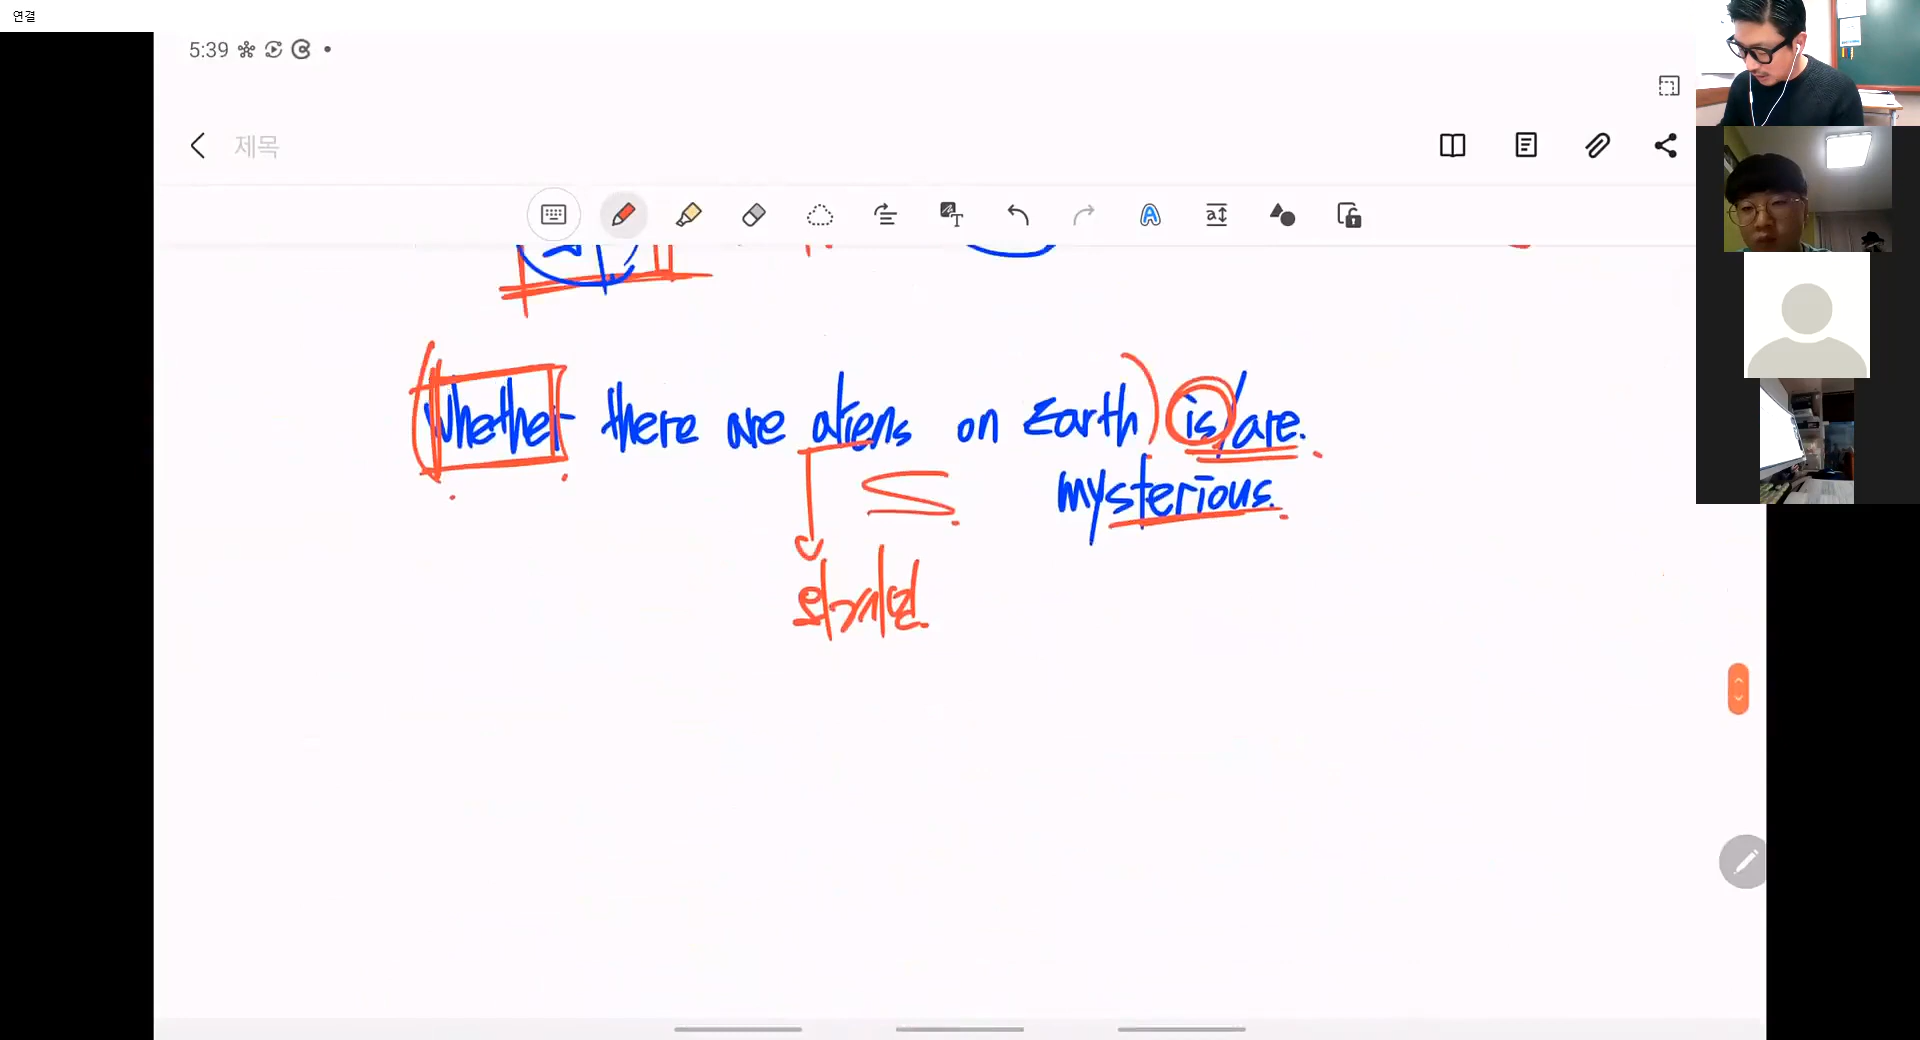 연결
5:39
제목
Whether there are aliens on Earth) is/are.
mysterious.
S
외계인